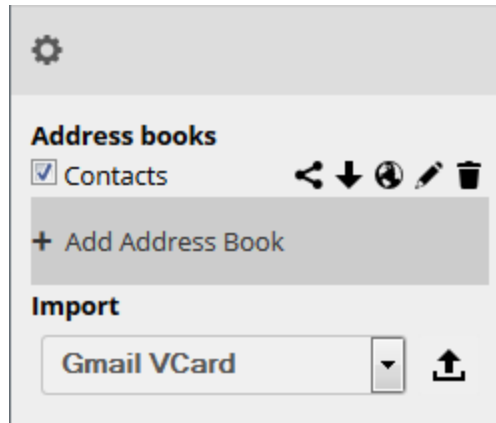 Address books
Contacts
+ Add Address Book
Import
Gmail VCard